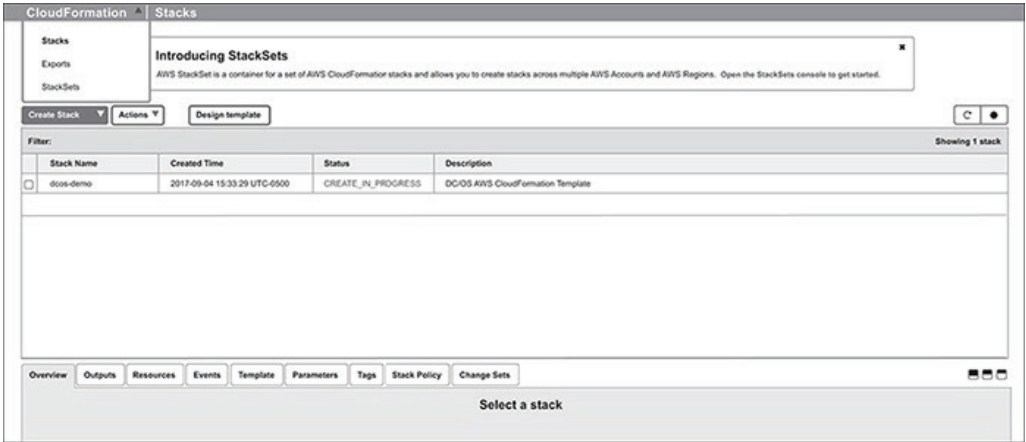 CloudFormation Stacks
Stacks
Exports
StackSets
Introducing StackSets
AWS StackSet is a container for a set of AWS CloudFormation stacks and allows you to create stacks across multiple AWS Accounts and AWS Regions. Open the StackSets console to get started.
Create Stack Actions Design template
Filter: Showing 1 stack
Stack Name Created Time Status Description
dcos-demo 2017-09-04 15:33:29 UTC-0500 CREATE_IN_PROGRESS DC/OS AWS CloudFormation Template
Overview Outputs Resources Events Template Parameters Tags Stack Policy Change Sets
Select a stack